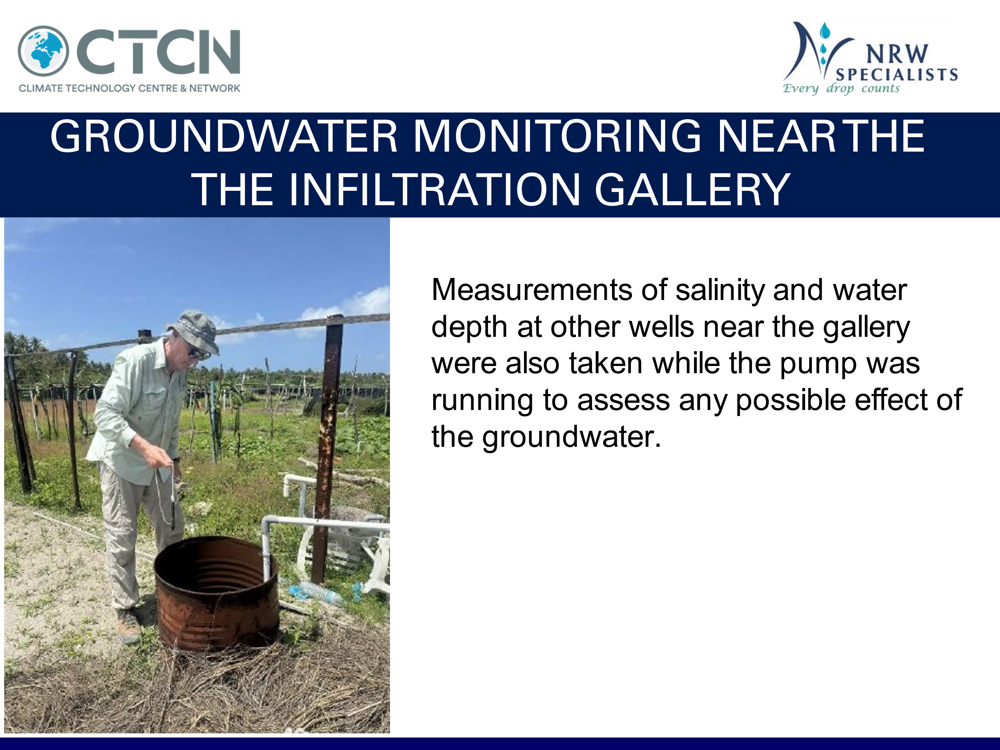 CTCN
CLIMATE TECHNOLOGY CENTRE & NETWORK
NRW
SPECIALISTS
Every drop counts
GROUNDWATER MONITORING NEAR THE
THE INFILTRATION GALLERY
Measurements of salinity and water
depth at other wells near the gallery
were also taken while the pump was
running to assess any possible effect of
the groundwater.